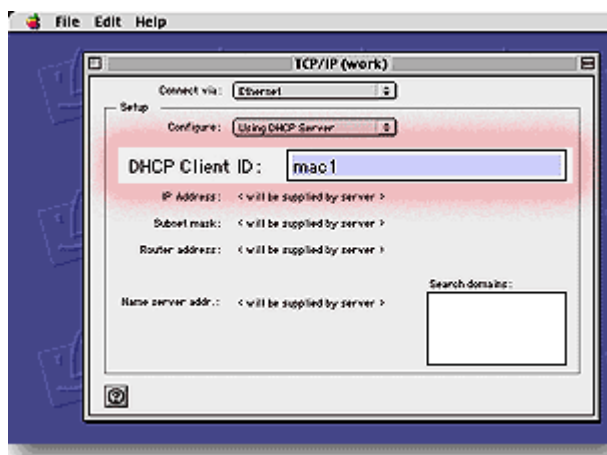 File Edit Help
TCP/IP (work)
Connect via: Ethernet
Setup
Configure: Using DHCP Server
DHCP Client ID: mac1
IP Address: < will be supplied by server >
Subnet mask: < will be supplied by server >
Router address: < will be supplied by server >
Search domains:
Name server addr.: < will be supplied by server >